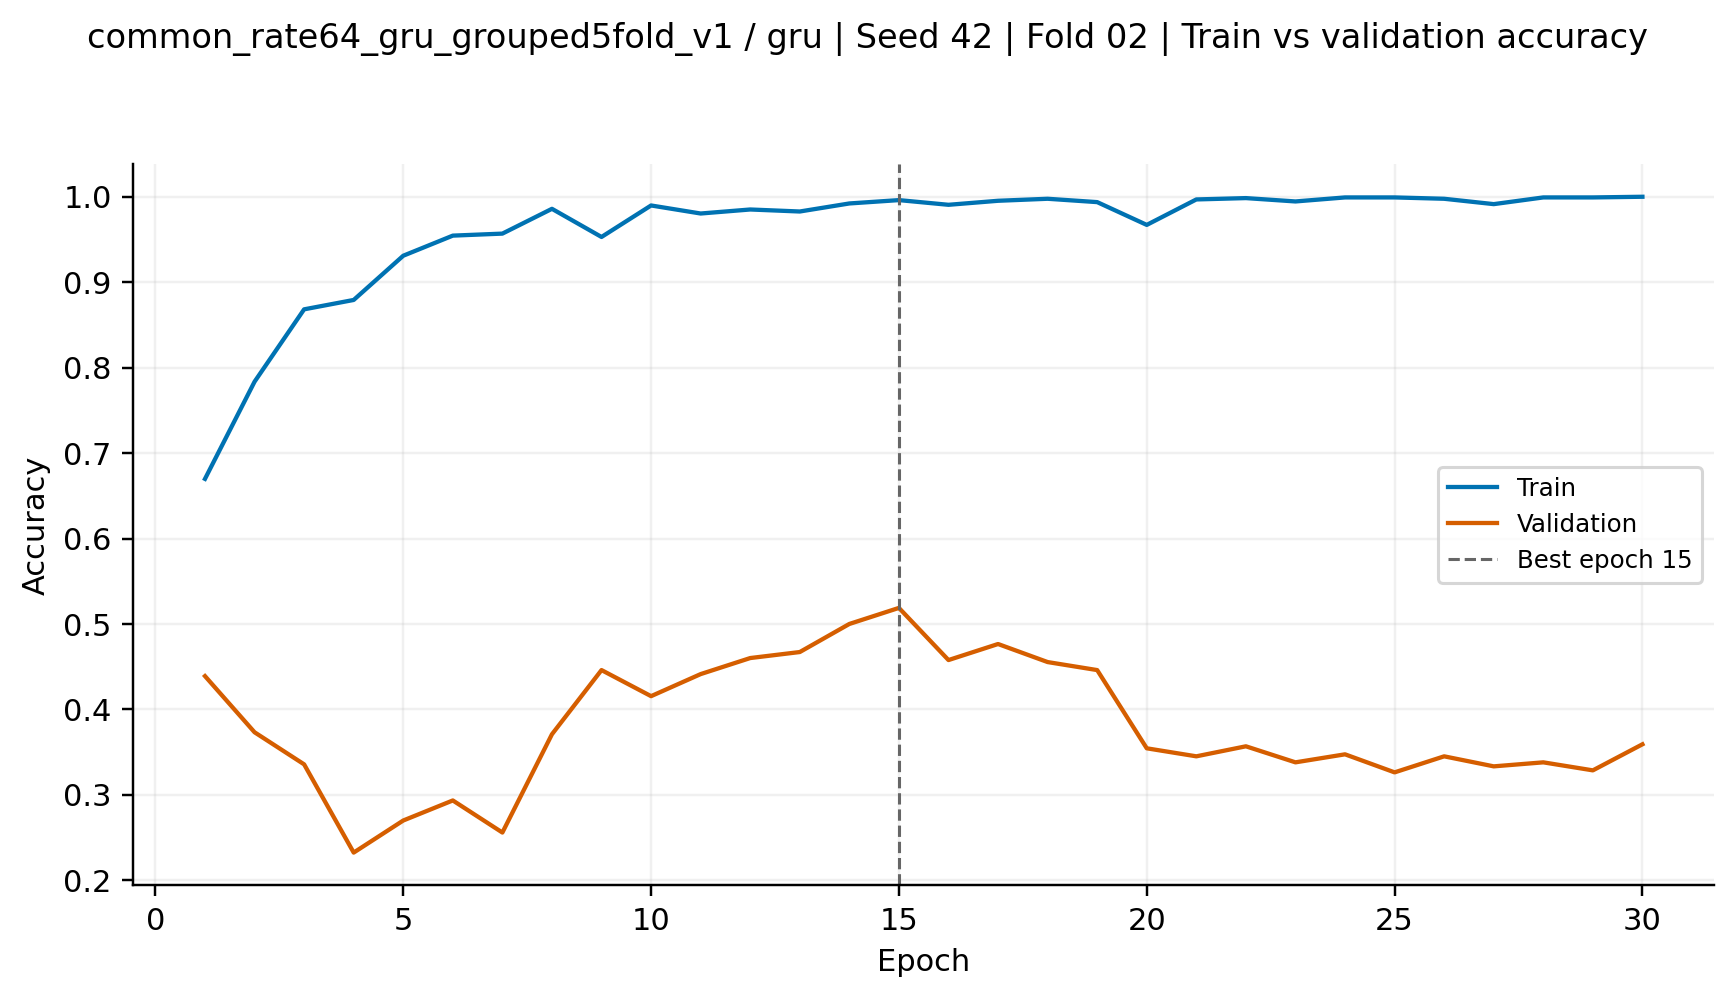 common_rate64_gru_grouped5fold_v1 / gru | Seed 42 | Fold 02 | Train vs validation accuracy
1.0
0.9
0.8
0.7
0.6
0.5
0.4
0.3
0.2
Accuracy
Train
Validation
Best epoch 15
0 5 10 15 20 25 30
Epoch